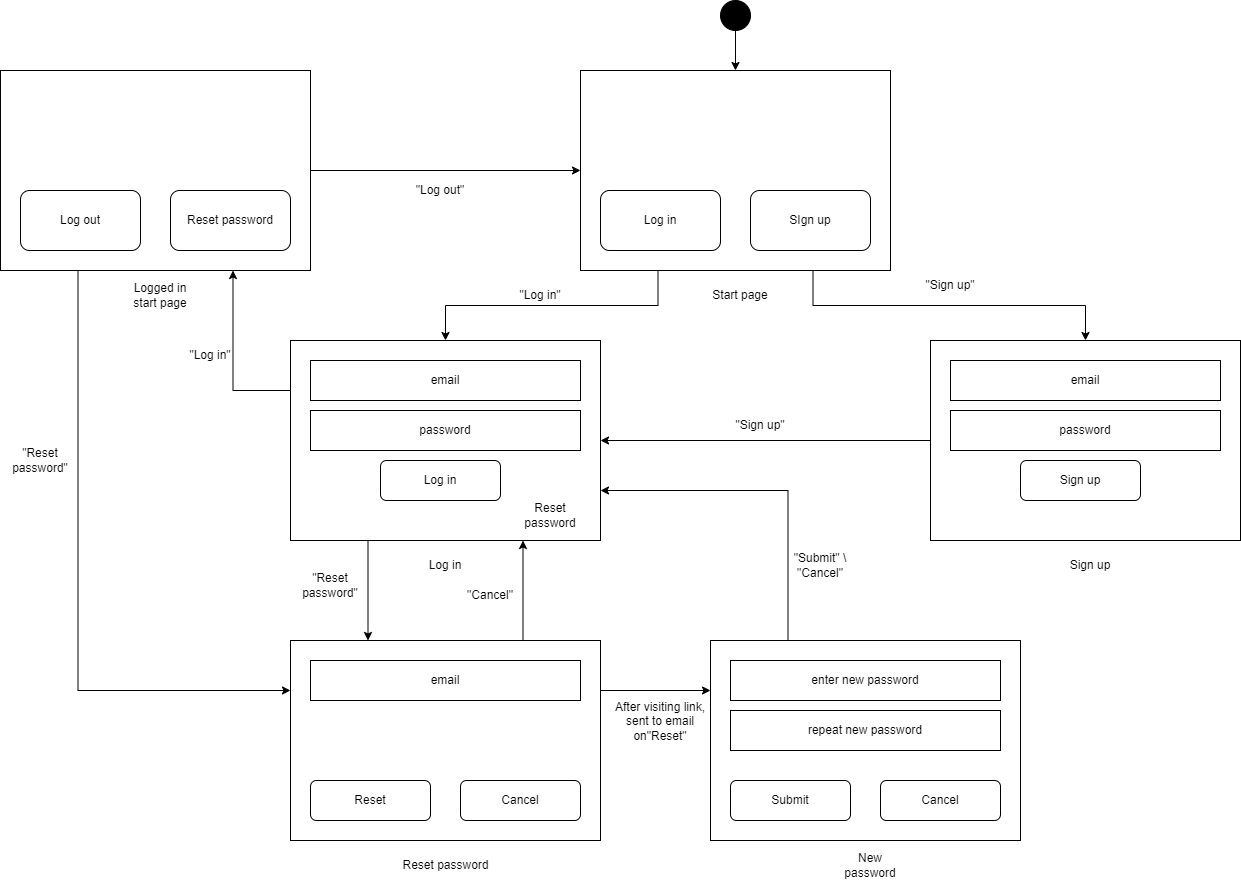 "Log out"
Log out
Reset password
Log in
SIgn up
Logged in
start page
"Log in"
Start page
"Sign up"
"Log in"
email
password
Log in
Reset
password
Log in
"Sign up"
email
password
Sign up
Sign up
"Reset
password"
"Reset
password"
"Cancel"
"Submit" \
"Cancel"
email
Reset
Cancel
Reset password
After visiting link,
sent to email
on"Reset"
enter new password
repeat new password
Submit
Cancel
New
password